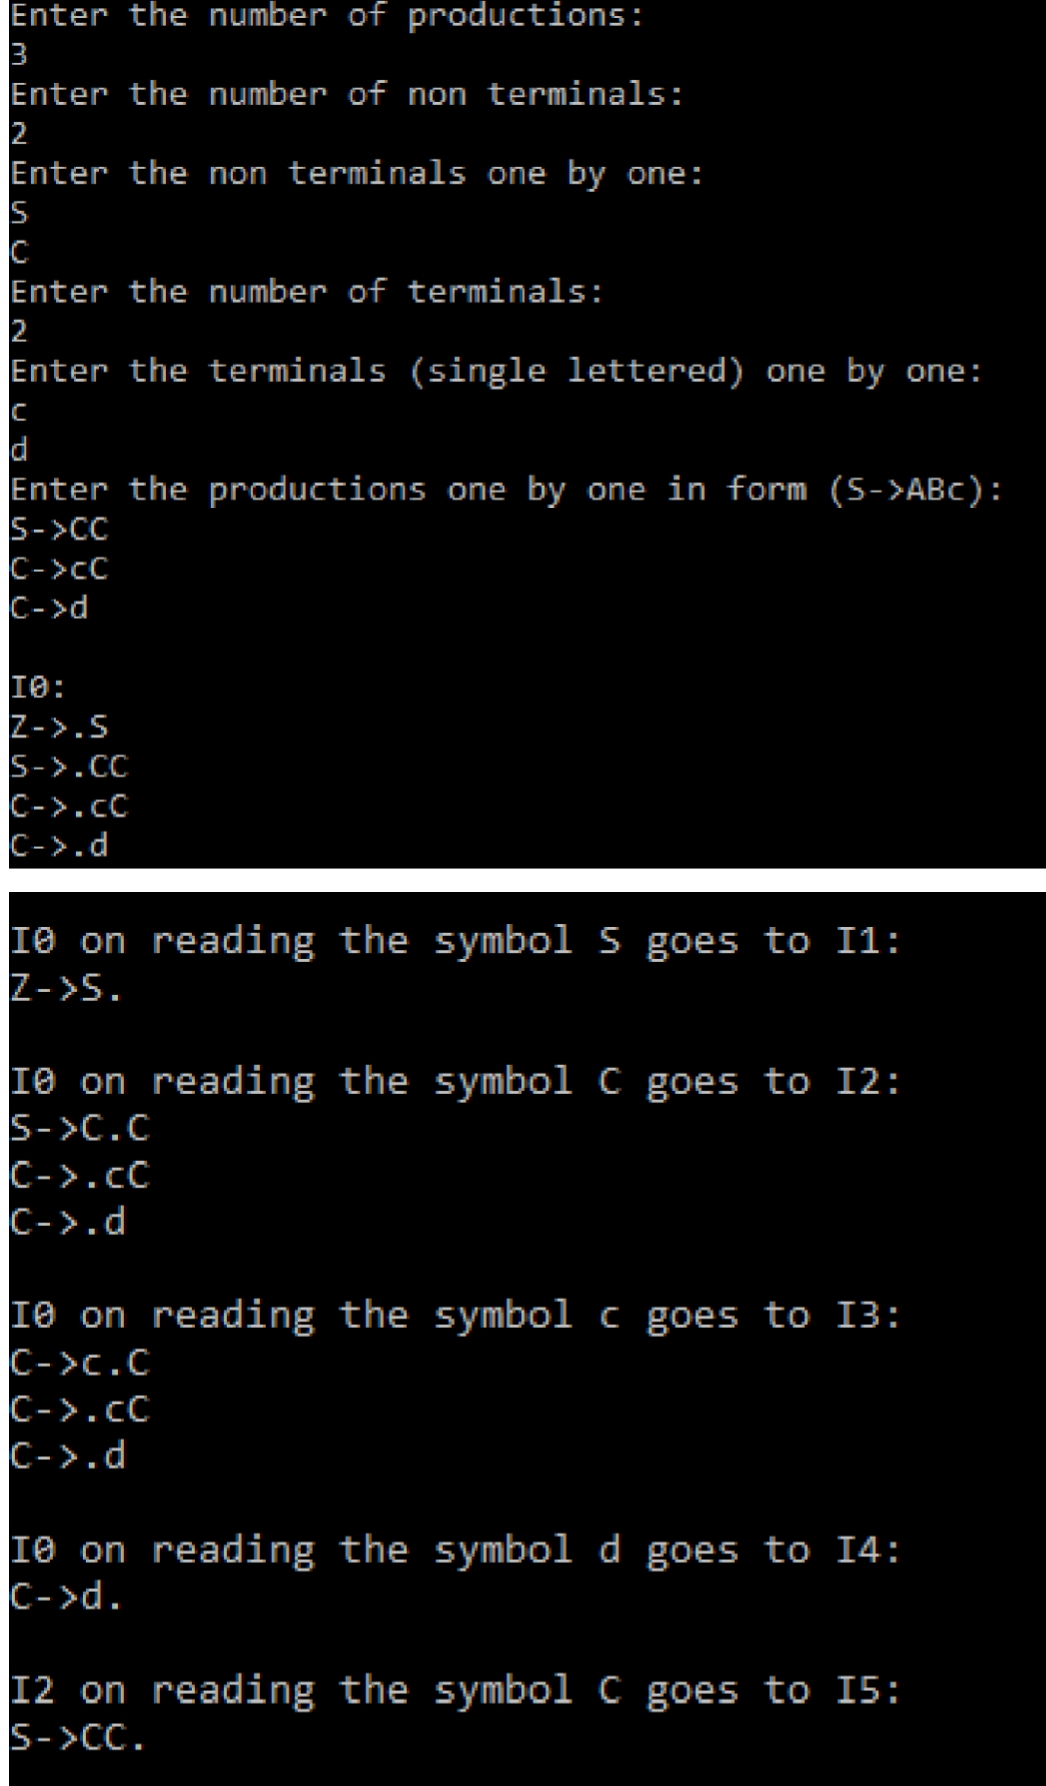 Enter the number of productions:
3
Enter the number of non terminals:
2
Enter the non terminals one by one:
S
C
Enter the number of terminals:
2
Enter the terminals (single lettered) one by one:
c
d
Enter the productions one by one in form (S->ABc):
S->CC
C->cC
C->d
I0:
Z->.S
S->.CC
C->.cC
C->.d
I0 on reading the symbol S goes to I1:
Z->S.
I0 on reading the symbol C goes to I2:
S->C.C
C->.cC
C->.d
I0 on reading the symbol c goes to I3:
C->c.C
C->.cC
C->.d
I0 on reading the symbol d goes to I4:
C->d.
I2 on reading the symbol C goes to I5:
S->CC.